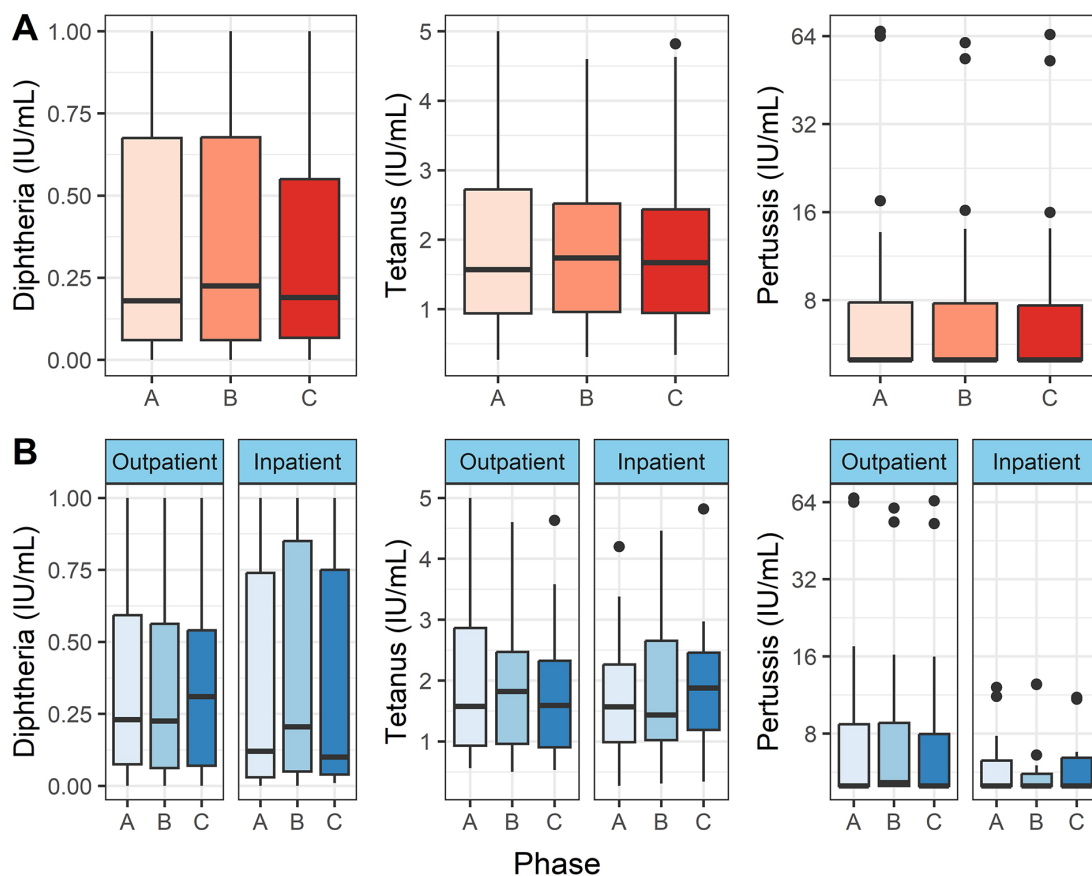 A
Diphtheria (IU/mL)
1.00
0.75
0.50
0.25
0.00
A B C
Tetanus (IU/mL)
5
4
3
2
1
A B C
Pertussis (IU/mL)
64
32
16
8
A B C
B
Diphtheria (IU/mL)
Outpatient Inpatient
1.00
0.75
0.50
0.25
0.00
A B C A B C
Tetanus (IU/mL)
Outpatient Inpatient
5
4
3
2
1
A B C A B C
Pertussis (IU/mL)
Outpatient Inpatient
64
32
16
8
A B C A B C
Phase